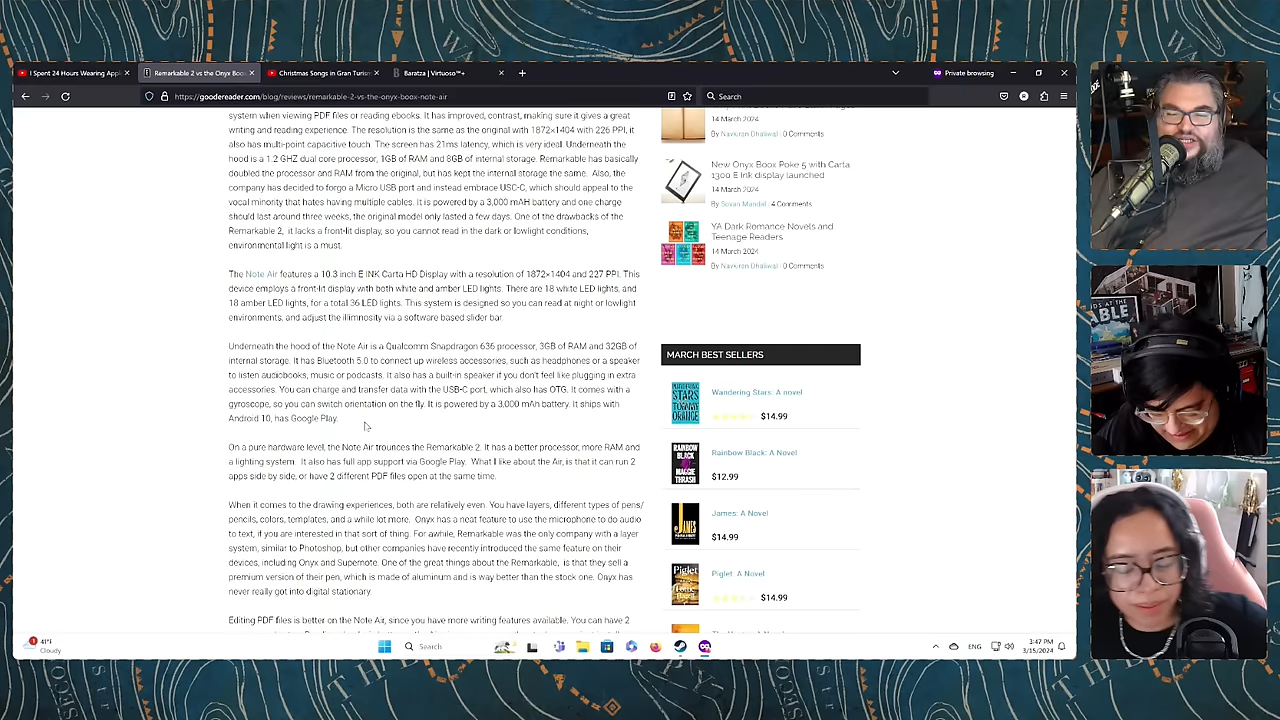 I Spent 24 Hours Wearing Appl
Remarkable 2 vs the Onyx Boo
Christmas Songs in Gran Turis
Baratza | Virtuoso™+
Private browsing
https://goodereader.com/blog/reviews/remarkable-2-vs-the-onyx-boox-note-air
Search
system when viewing PDF files or reading ebooks. It has improved, contrast, making sure it gives a great
writing and reading experience. The resolution is the same as the original with 1872×1404 with 226 PPI, it
also has multi-point capacitive touch. The screen has 21ms latency, which is very ideal. Underneath the
hood is a 1.2 GHZ dual core processor, 1GB of RAM and 8GB of internal storage. Remarkable has basically
doubled the processor and RAM from the original, but has kept the internal storage the same. Also, the
company has decided to forgo a Micro USB port and instead embrace USC-C, which should appeal to the
vocal minority that hates having multiple cables. It is powered by a 3,000 mAH battery and one charge
should last around three weeks, the original model only lasted a few days. One of the drawbacks of the
Remarkable 2, it lacks a front-lit display, so you cannot read in the dark or lowlight conditions,
environmental light is a must.
The Note Air features a 10.3 inch E INK Carta HD Display with a resolution of 1872×1404 and 227 PPI. This
device employs a front-lit display with both white and amber LED lights. There are 18 white LED lights, and
18 amber LED lights, for a total 36 LED lights. This system is designed so you can read at night or lowlight
environments, and adjust the illiminosity via a software based slider bar.
Underneath the hood of the Note Air is a Qualcomm Snapdragon 636 processor, 3GB of RAM and 32GB of
internal storage. It has Bluetooth 5.0 to connect up wireless accessories, such as headphones or a speaker
to listen audiobooks, music or podcasts. It also has a built-in speaker if you don't feel like plugging in extra
accessories. You can charge and transfer data with the USB-C port, which also has OTG. It comes with a
gyroscope, so you can switch orientation on the fly. It is powered by a 3,000 mAh battery. It ships with
Android 10, has Google Play.
On a pure hardware level, the Note Air trounces the Remarkable 2. It has a better processor, more RAM and
a lighting system. It also has full app support via Google Play. What I like about the Air, is that it can run 2
apps side by side, or have 2 different PDF files open at the same time.
When it comes to the drawing experiences, both are relatively even. You have layers, different types of pens/
pencils, colors, templates, and a while lot more. Onyx has a neat feature to use the microphone to do audio
to text, if you are interested in that sort of thing. For awhile, Remarkable was the only company with a layer
system, similar to Photoshop, but other companies have recently introduced the same feature on their
devices, including Onyx and Supernote. One of the great things about the Remarkable, is that they sell a
premium version of their pen, which is made of aluminum and is way better than the stock one. Onyx has
never really got into digital stationary.
Editing PDF files is better on the Note Air, since you have more writing features available. You can have 2
14 March 2024
By Navkiran Dhaliwal | 0 Comments
New Onyx Boox Poke 5 with Carta
1300 E Ink display launched
14 March 2024
By Sovan Mandal | 4 Comments
YA Dark Romance Novels and
Teenage Readers
14 March 2024
By Navkiran Dhaliwal | 0 Comments
MARCH BEST SELLERS
WANDERING
STARS
TOMMY
ORANGE
Wandering Stars: A novel
$14.99
RAINBOW
BLACK
MAGGIE
THRASH
Rainbow Black: A Novel
$12.99
JAMES
James: A Novel
$14.99
Piglet
Piglet: A Novel
$14.99
41°F
Cloudy
Search
ENG
3:47 PM
3/15/2024